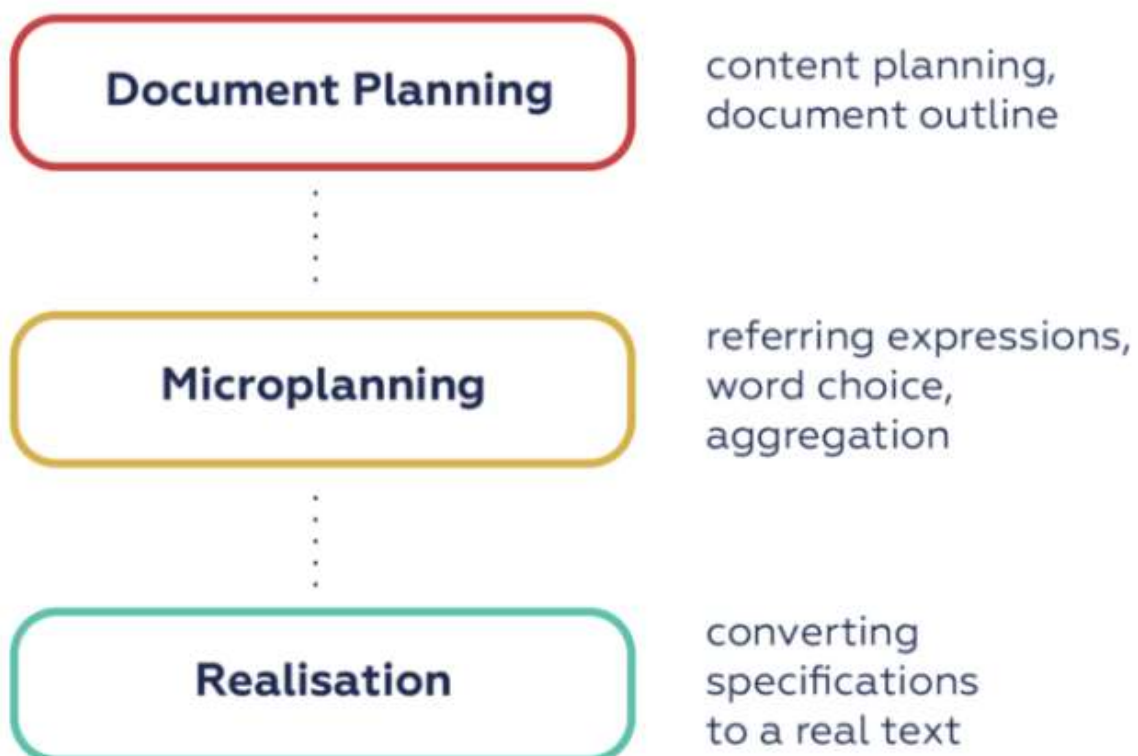 Document Planning
content planning,
document outline
Microplanning
referring expressions,
word choice,
aggregation
Realisation
converting
specifications
to a real text